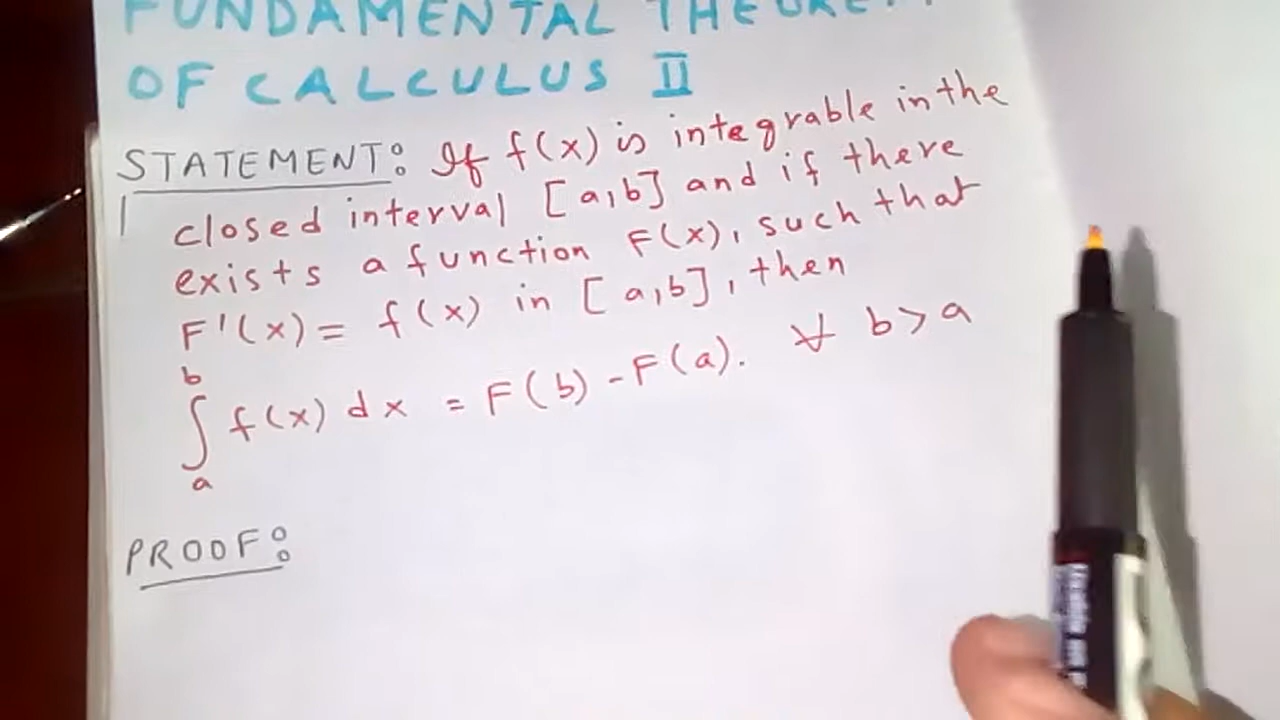 FUNDAMENTAL THEOREM
OF CALCULUS II
STATEMENT: If f(x) is integrable in the
closed interval [a,b] and if there
exists a function F(x), such that
F'(x) = f(x) in [a,b], then
∫_a^b f(x) dx = F(b) - F(a). ∀ b > a
PROOF: